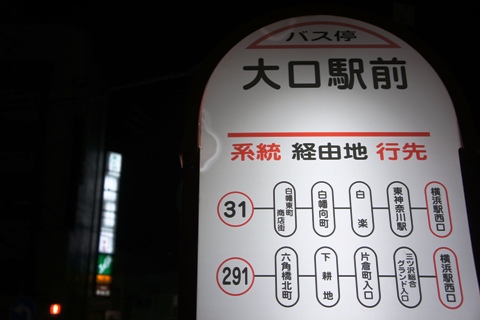 バス停
大口駅前
系統 経由地 行先
31 白幡東町商店街 白幡向町 白楽 東神奈川駅 横浜駅西口
291 六角橋北町 下耕地 片倉町入口 三ツ沢総合グランド入口 横浜駅西口